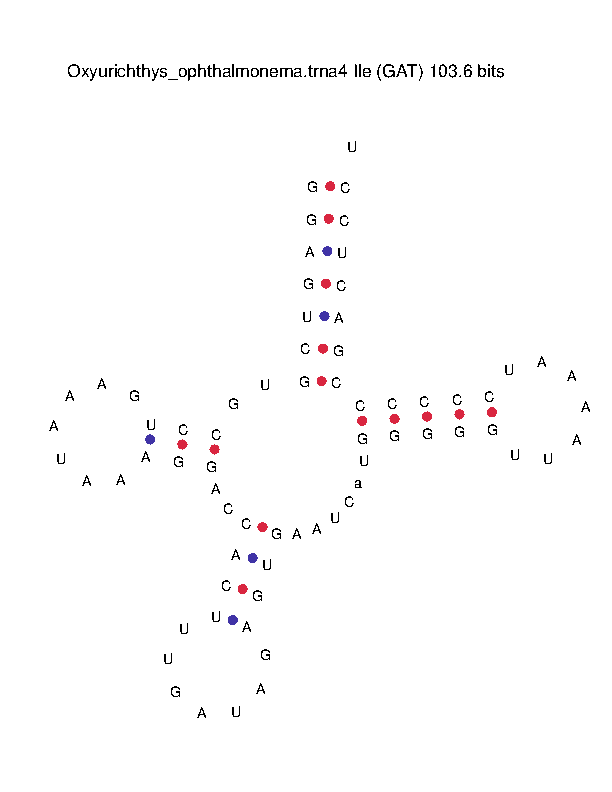 Oxyurichthys_ophthalmonema.trna4 Ile (GAT) 103.6 bits
U
G C
G C
A U
G C
U A
C G
A
A U G C U A
A G G C C C C C A
A U C C G G G G G A
U A G G U U U
A A A a
C C
C G A A U
A U
C G
U U A
U G
G A
A U